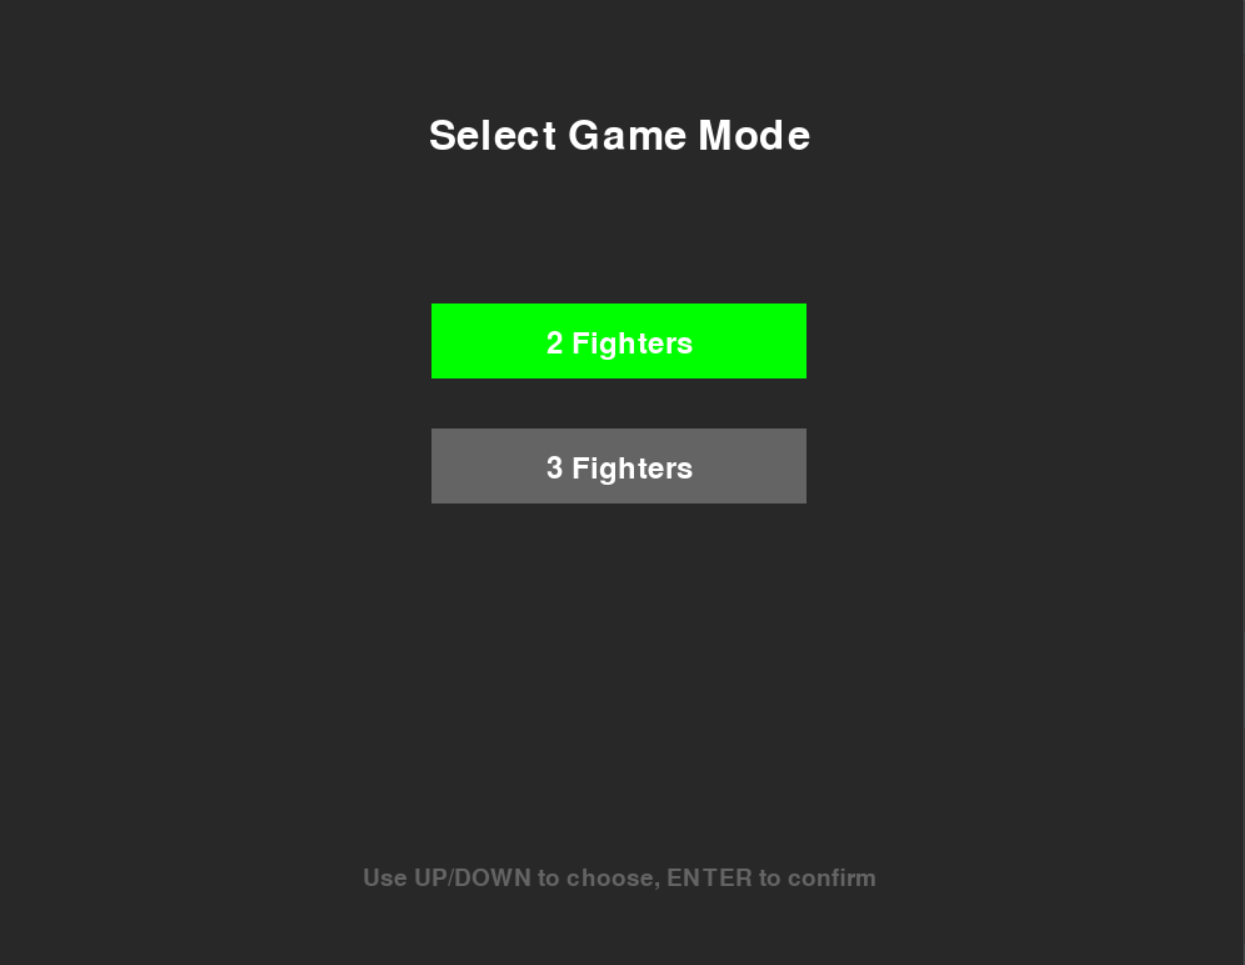 Select Game Mode
2 Fighters
3 Fighters
Use UP/DOWN to choose, ENTER to confirm